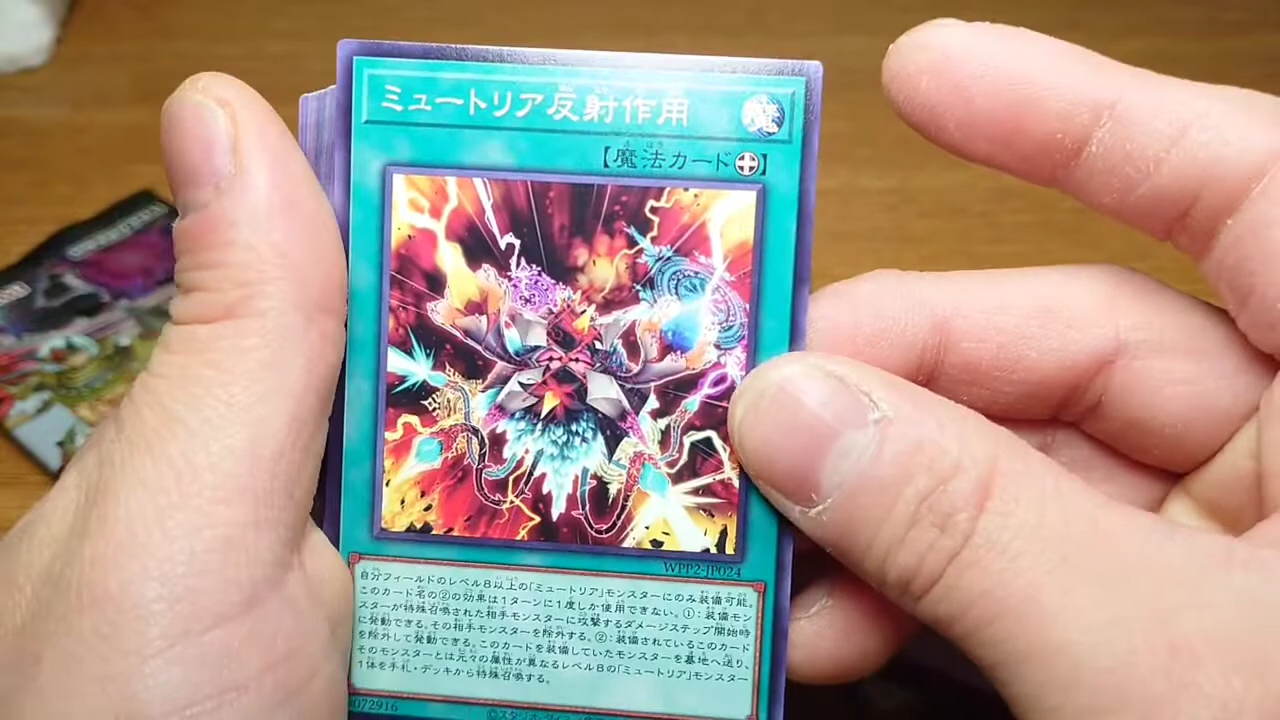 ミュートリア反射作用
魔
【魔法カード】
WPP2-JP024
自分フィールドのレベル8以上の「ミュートリア」モンスターにのみ装備可能。
このカード名の②の効果は1ターンに1度しか使用できない。①：装備モン
スターが特殊召喚された相手モンスターに攻撃するダメージステップ開始時
に発動できる。その相手モンスターを除外する。②：装備されているこのカード
を除外して発動できる。このカードを装備していたモンスターを墓地へ送り、
そのモンスターとは元々の属性が異なるレベル8の「ミュートリア」モンスター
1体を手札・デッキから特殊召喚する。
072916
©スタジオ・ダイス